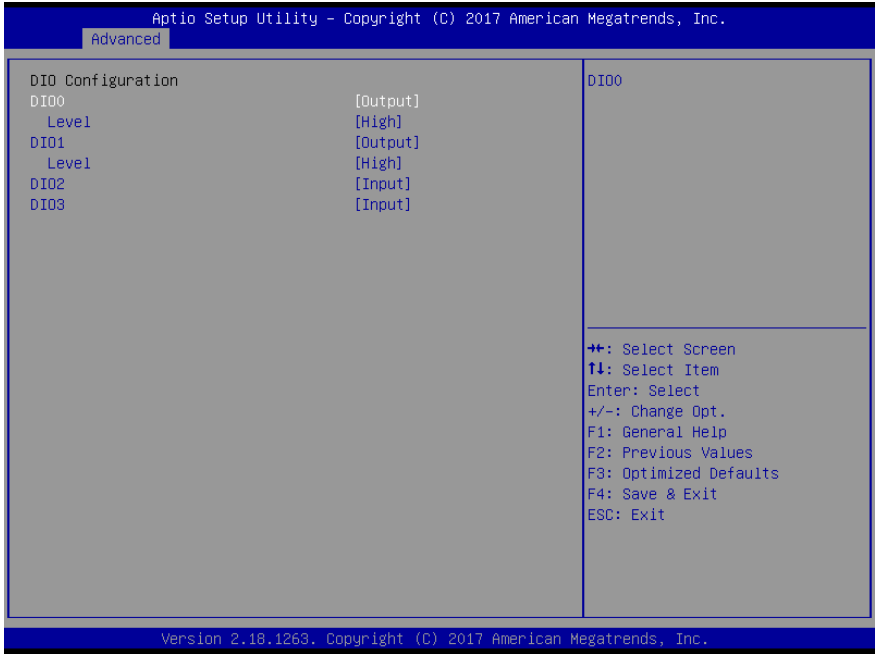 Aptio Setup Utility – Copyright (C) 2017 American Megatrends, Inc.
Advanced
DIO Configuration
DIO0 [Output]
Level [High]
DIO1 [Output]
Level [High]
DIO2 [Input]
DIO3 [Input]
DIO0
→←: Select Screen
↑↓: Select Item
Enter: Select
+/-: Change Opt.
F1: General Help
F2: Previous Values
F3: Optimized Defaults
F4: Save & Exit
ESC: Exit
Version 2.18.1263. Copyright (C) 2017 American Megatrends, Inc.